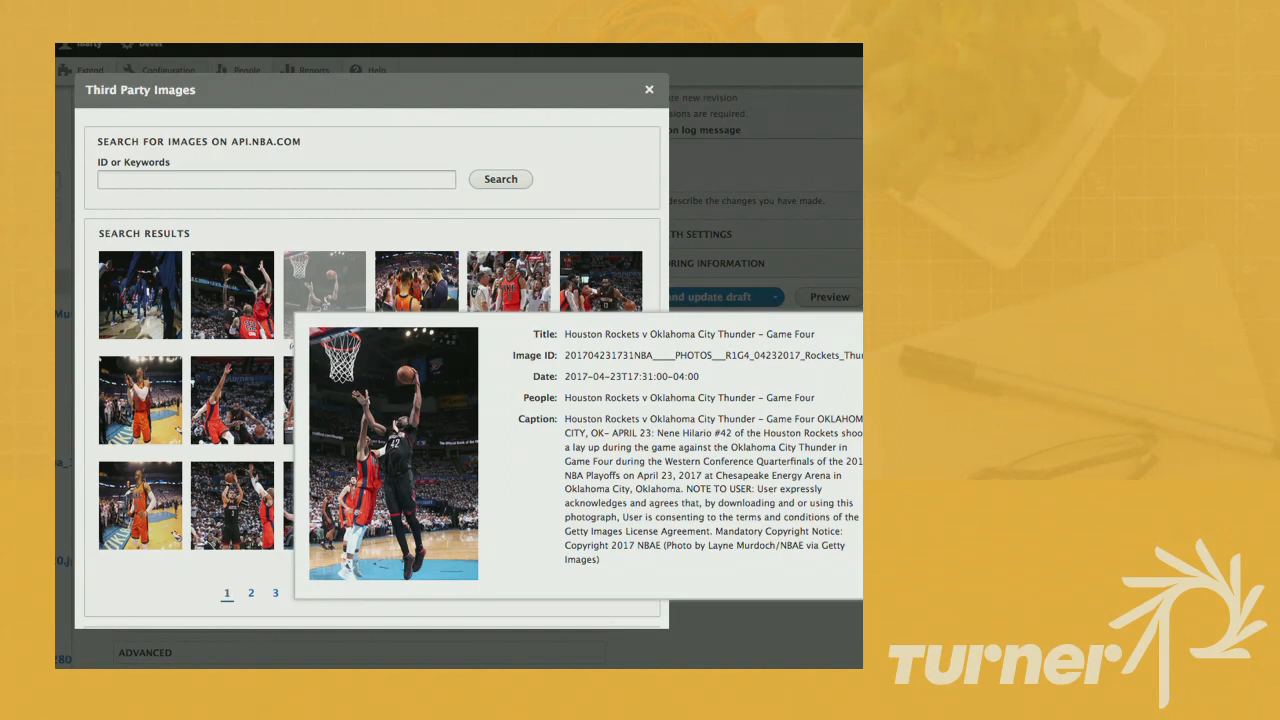 Marty Devel
Extend Configuration People Reports Help
Third Party Images ×
SEARCH FOR IMAGES ON API.NBA.COM
ID or Keywords
Search
SEARCH RESULTS
1 2 3
ADVANCED
new revision
are required.
log message
describe the changes you have made.
SETTINGS
INFORMATION
and update draft
Preview
Title: Houston Rockets v Oklahoma City Thunder – Game Four
Image ID: 201704231731NBA____PHOTOS__R1G4_04232017_Rockets_Thu
Date: 2017-04-23T17:31:00-04:00
People: Houston Rockets v Oklahoma City Thunder – Game Four
Caption: Houston Rockets v Oklahoma City Thunder – Game Four OKLAHOM
CITY, OK– APRIL 23: Nene Hilario #42 of the Houston Rockets shoo
a lay up during the game against the Oklahoma City Thunder in
Game Four during the Western Conference Quarterfinals of the 201
NBA Playoffs on April 23, 2017 at Chesapeake Energy Arena in
Oklahoma City, Oklahoma. NOTE TO USER: User expressly
acknowledges and agrees that, by downloading and or using this
photograph, User is consenting to the terms and conditions of the
Getty Images License Agreement. Mandatory Copyright Notice:
Copyright 2017 NBAE (Photo by Layne Murdoch/NBAE via Getty
Images)
42
Turner